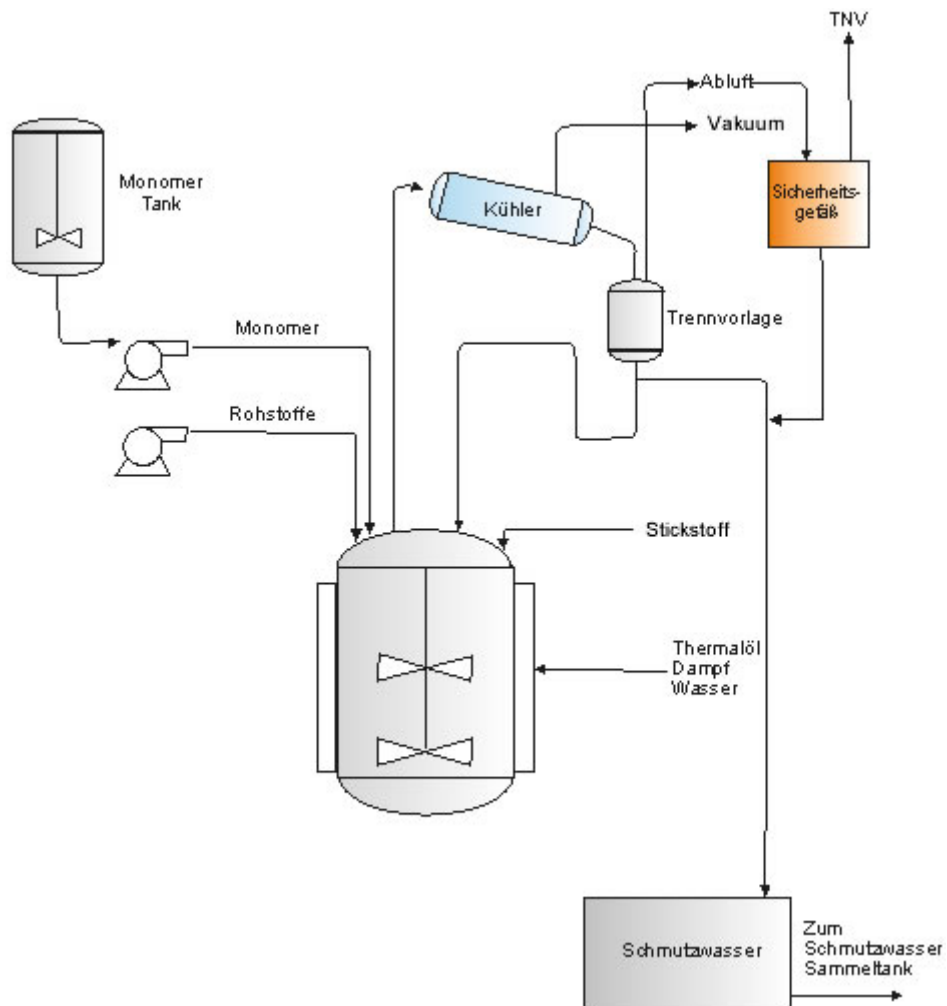 TNV
Abluft
Vakuum
Monomer
Tank
Kühler
Sicherheits-
gefäß
Trennvorlage
Monomer
Rohstoffe
Stickstoff
Thermalöl
Dampf
Wasser
Schmutzwasser
Zum
Schmutzwasser
Sammeltank